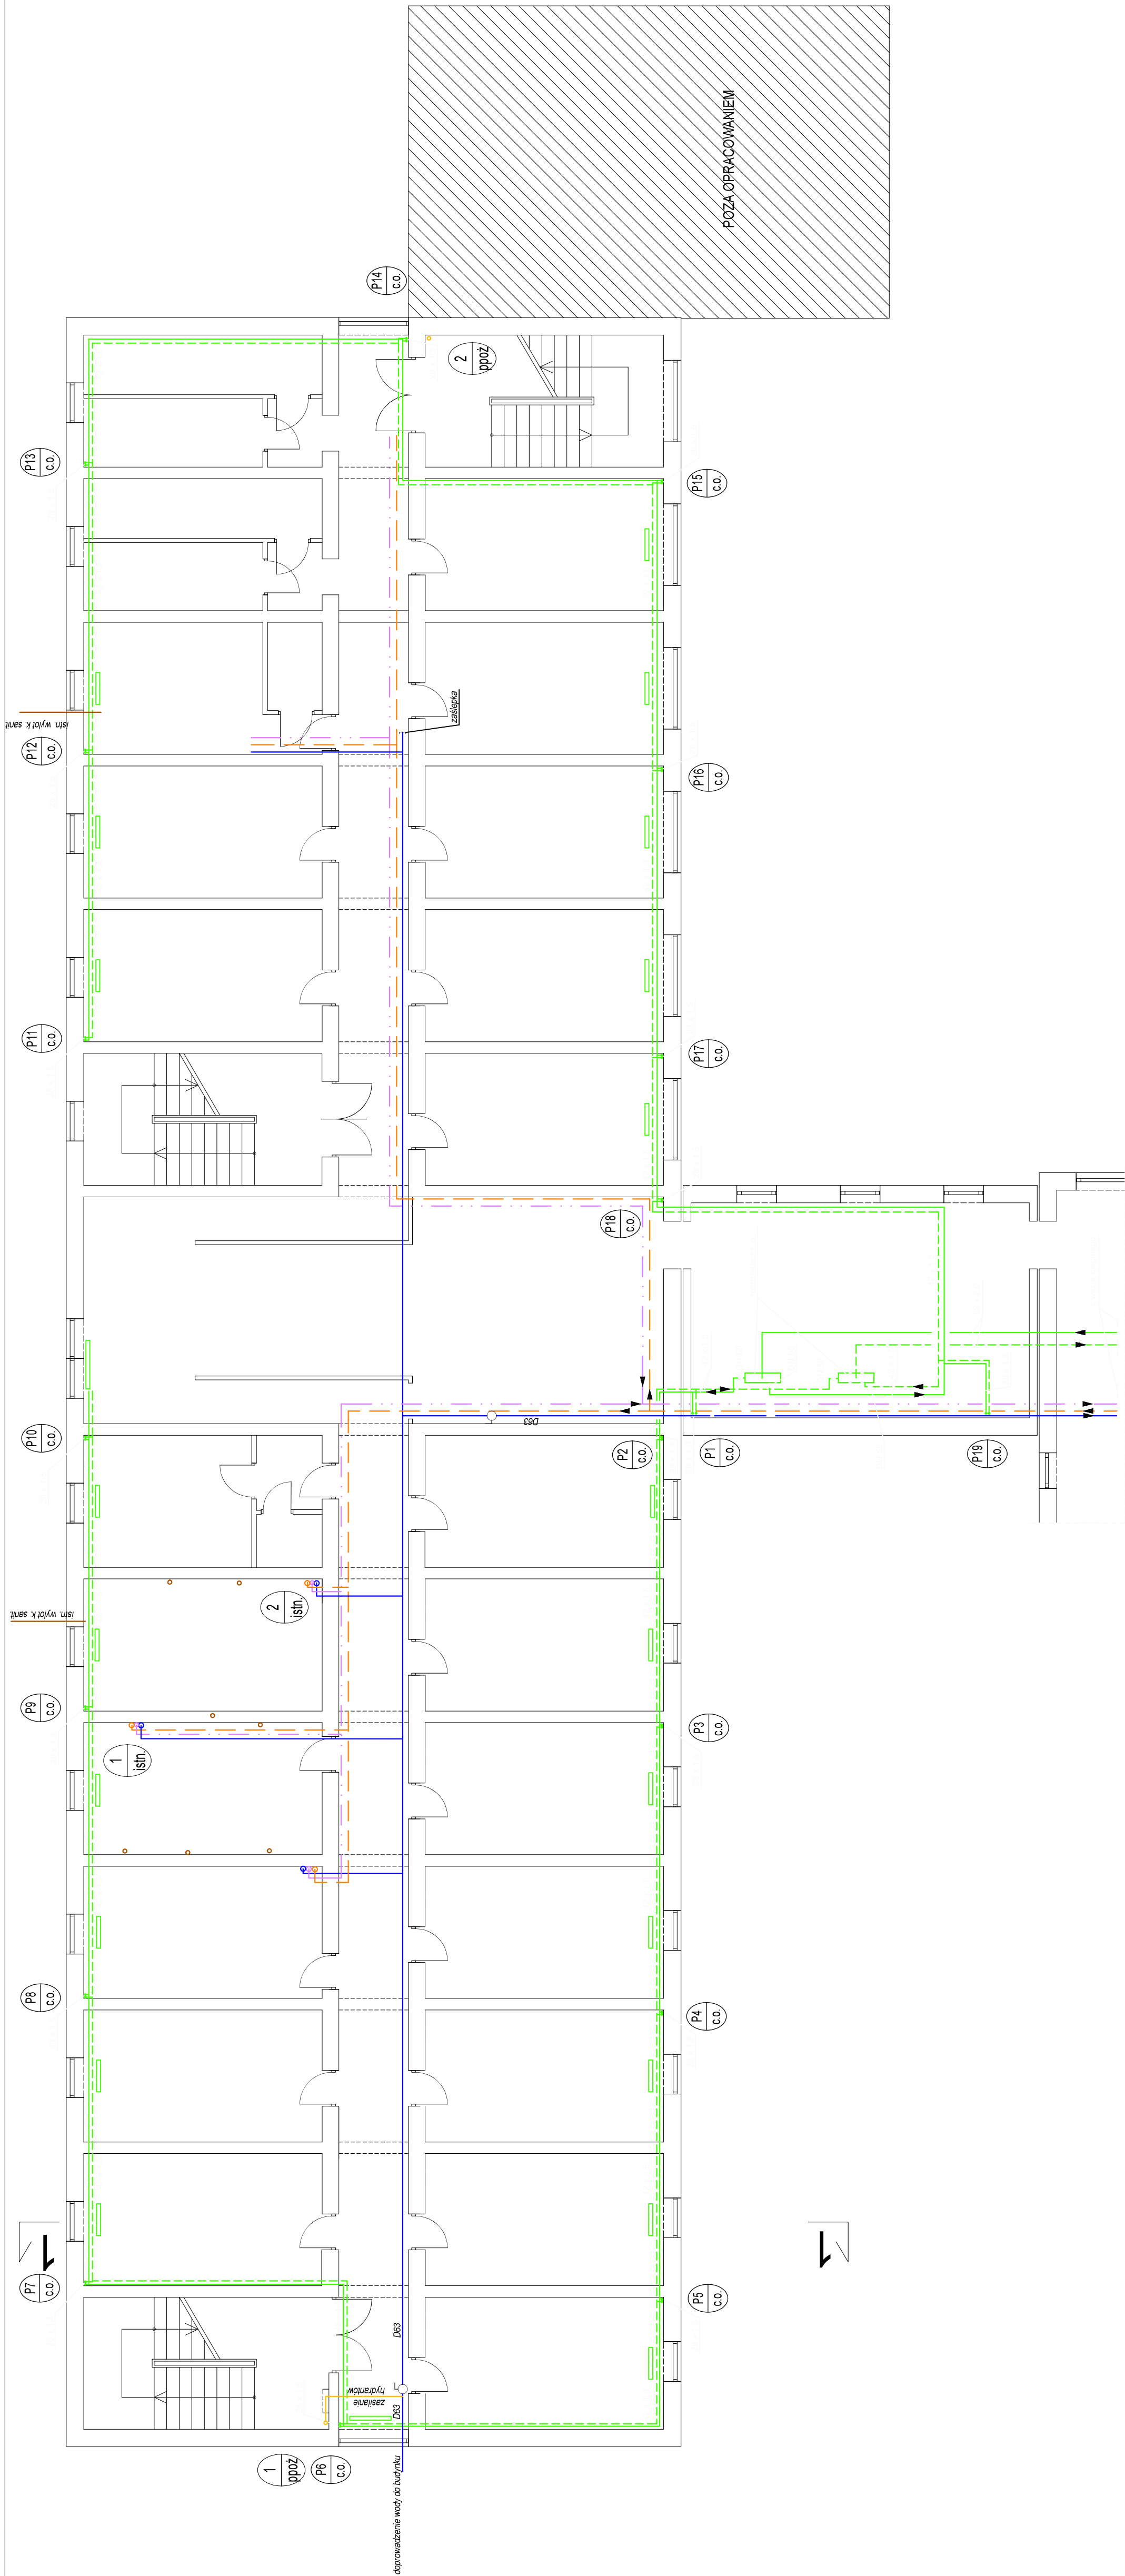 POZA OPRACOWANIEM
P14
c.o.
2
ppoż
P13
c.o.
P15
c.o.
istn. wylot k. sanit
zaślepka
P12
c.o.
P16
c.o.
P11
c.o.
P17
c.o.
P18
c.o.
D63
P10
c.o.
P2
c.o.
P1
c.o.
P19
c.o.
2
istn.
istn. wylot k. sanit
P9
c.o.
P3
c.o.
1
istn.
P8
c.o.
P4
c.o.
1
1
P7
c.o.
P5
c.o.
D63
zasilanie
hydrantów
D63
1
ppoż
P6
c.o.
doprowadzenie wody do budynku